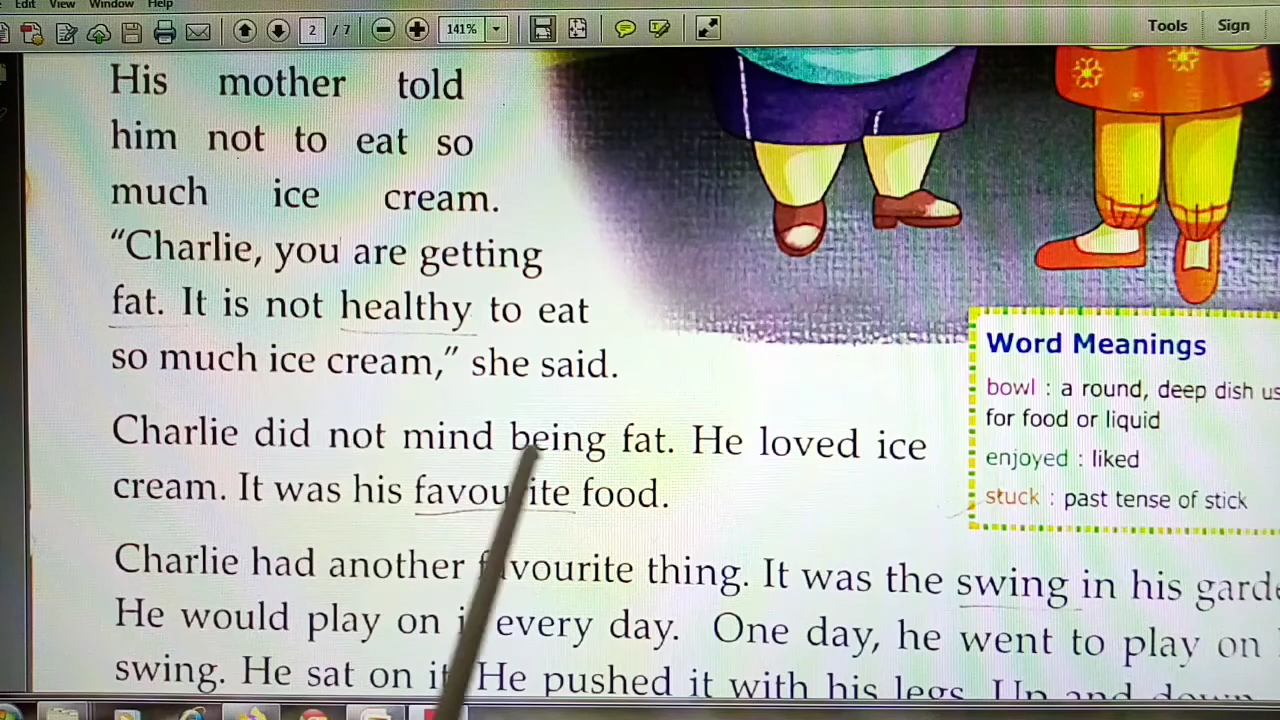 Edit View Window Help
2 / 7 141% Tools Sign
His mother told
him not to eat so
much ice cream.
“Charlie, you are getting
fat. It is not healthy to eat
so much ice cream,” she said.
Charlie did not mind being fat. He loved ice
cream. It was his favourite food.
Charlie had another favourite thing. It was the swing in his
He would play on it every day. One day, he went to play on
swing. He sat on it. He pushed it with his legs. Up and down
Word Meanings
bowl : a round, deep dish
for food or liquid
enjoyed : liked
stuck : past tense of stick